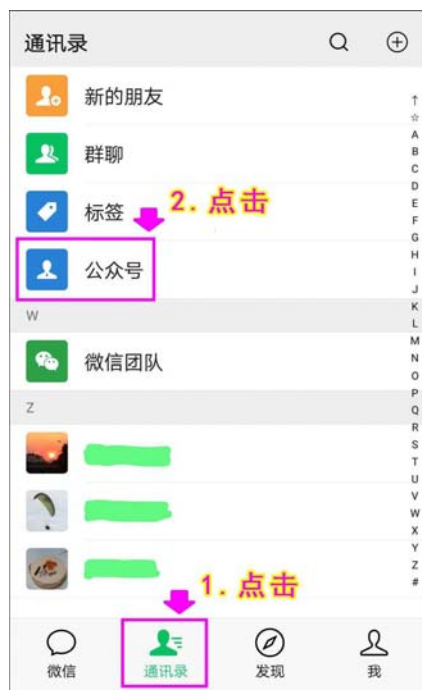 通讯录
新的朋友
群聊
标签
2. 点击
公众号
W
微信团队
Z
1. 点击
微信
通讯录
发现
我
↑
☆
A
B
C
D
E
F
G
H
I
J
K
L
M
N
O
P
Q
R
S
T
U
V
W
X
Y
Z
#